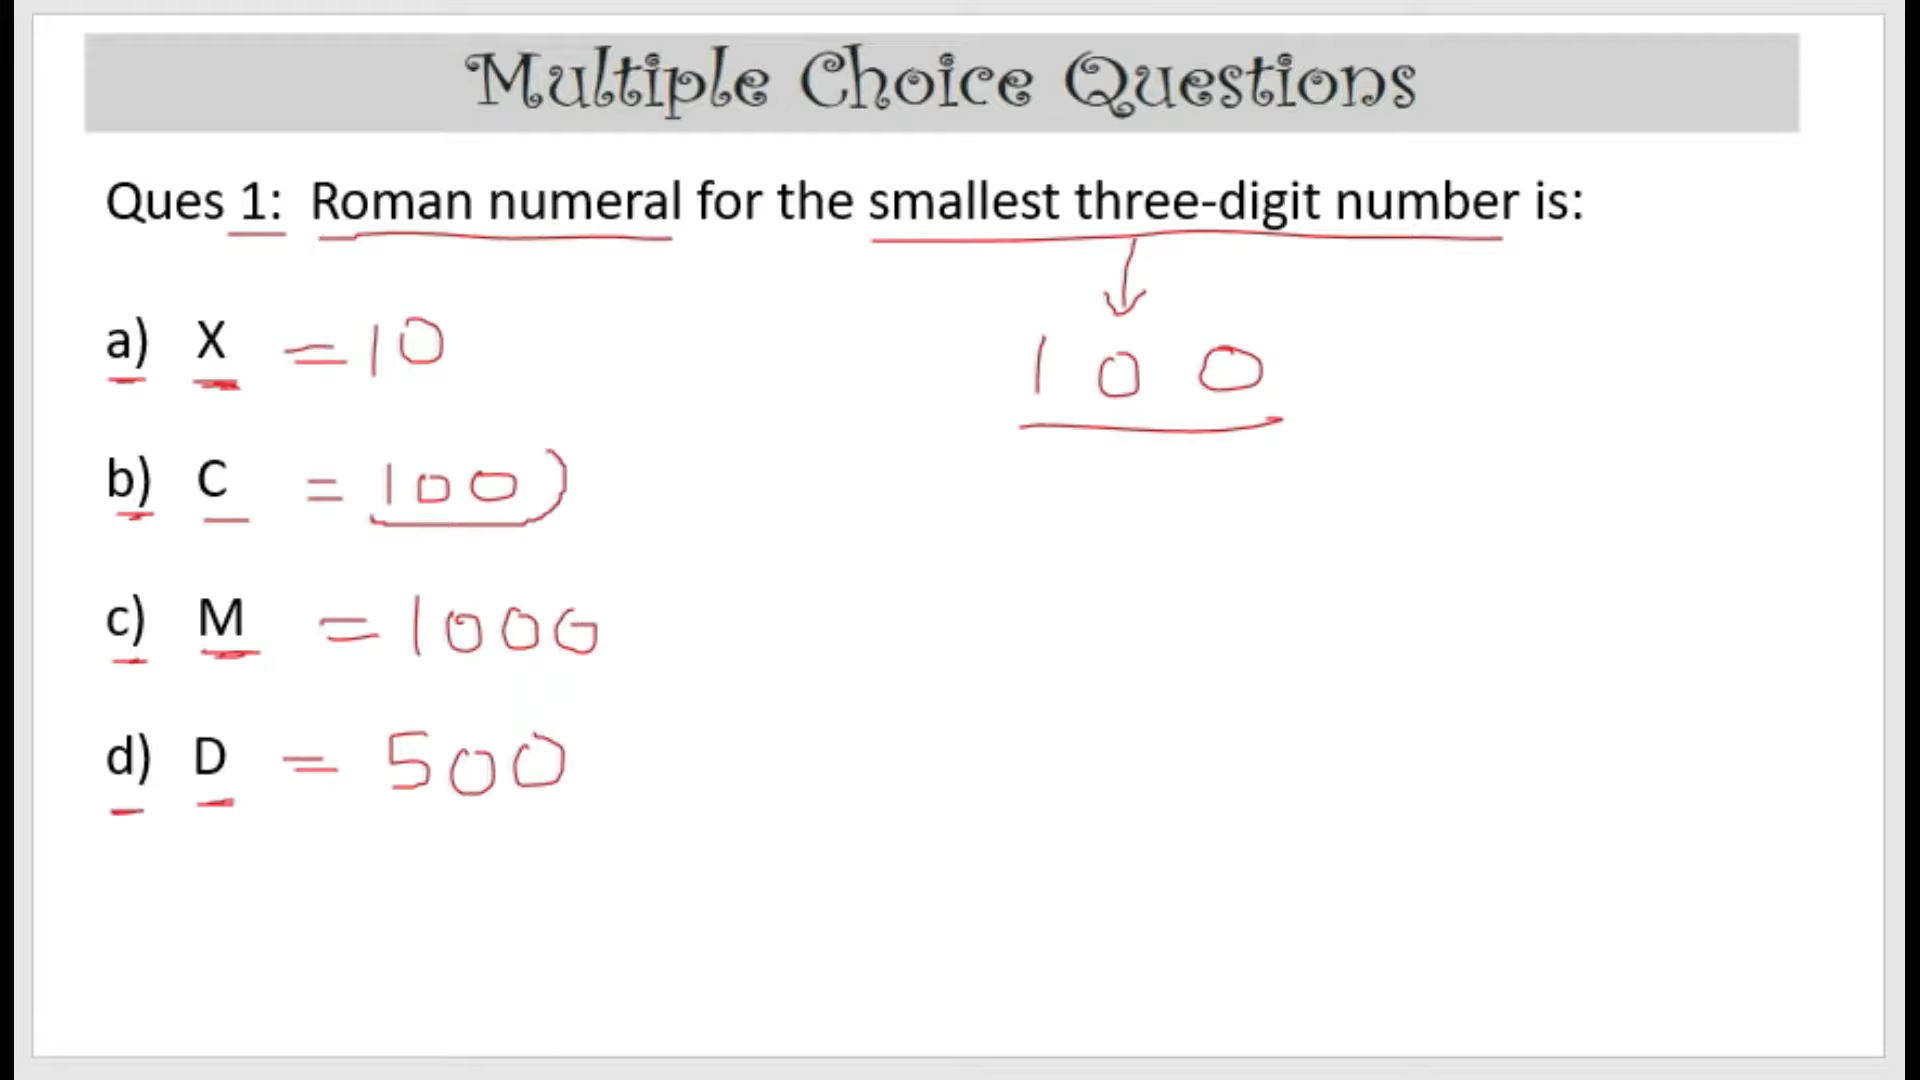 Multiple Choice Questions
Ques 1: Roman numeral for the smallest three-digit number is:
a) X = 10
100
b) C = 100)
c) M = 1000
d) D = 500